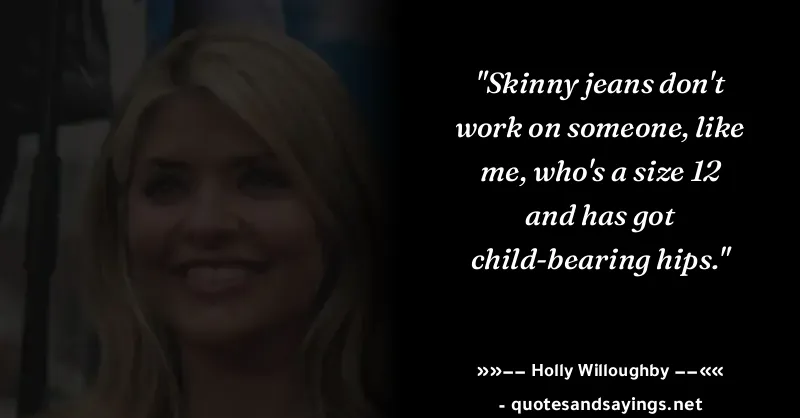 "Skinny jeans don't
work on someone, like
me, who's a size 12
and has got
child-bearing hips."
»»–– Holly Willoughby ––««
- quotesandsayings.net